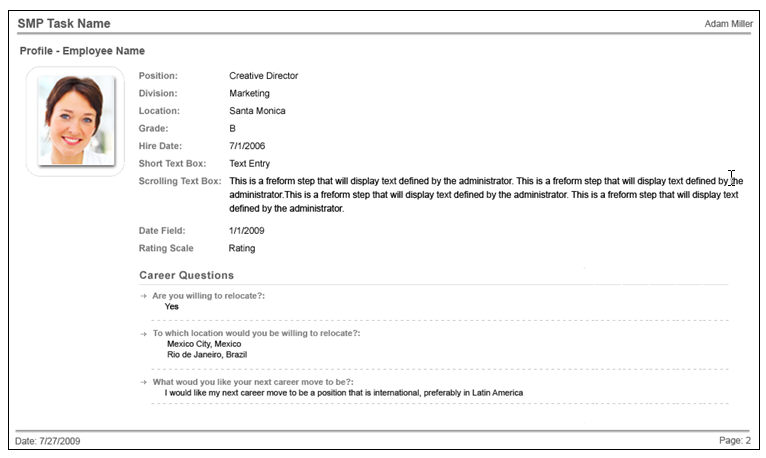 SMP Task Name
Adam Miller
Profile - Employee Name
Position: Creative Director
Division: Marketing
Location: Santa Monica
Grade: B
Hire Date: 7/1/2006
Short Text Box: Text Entry
Scrolling Text Box: This is a freform step that will display text defined by the administrator. This is a freform step that will display text defined by the
administrator.This is a freform step that will display text defined by the administrator. This is a freform step that will display text
defined by the administrator.
Date Field: 1/1/2009
Rating Scale Rating
Career Questions
→ Are you willing to relocate?:
Yes
→ To which location would you be willing to relocate?:
Mexico City, Mexico
Rio de Janeiro, Brazil
→ What woud you like your next career move to be?:
I would like my next career move to be a position that is international, preferably in Latin America
Date: 7/27/2009
Page: 2